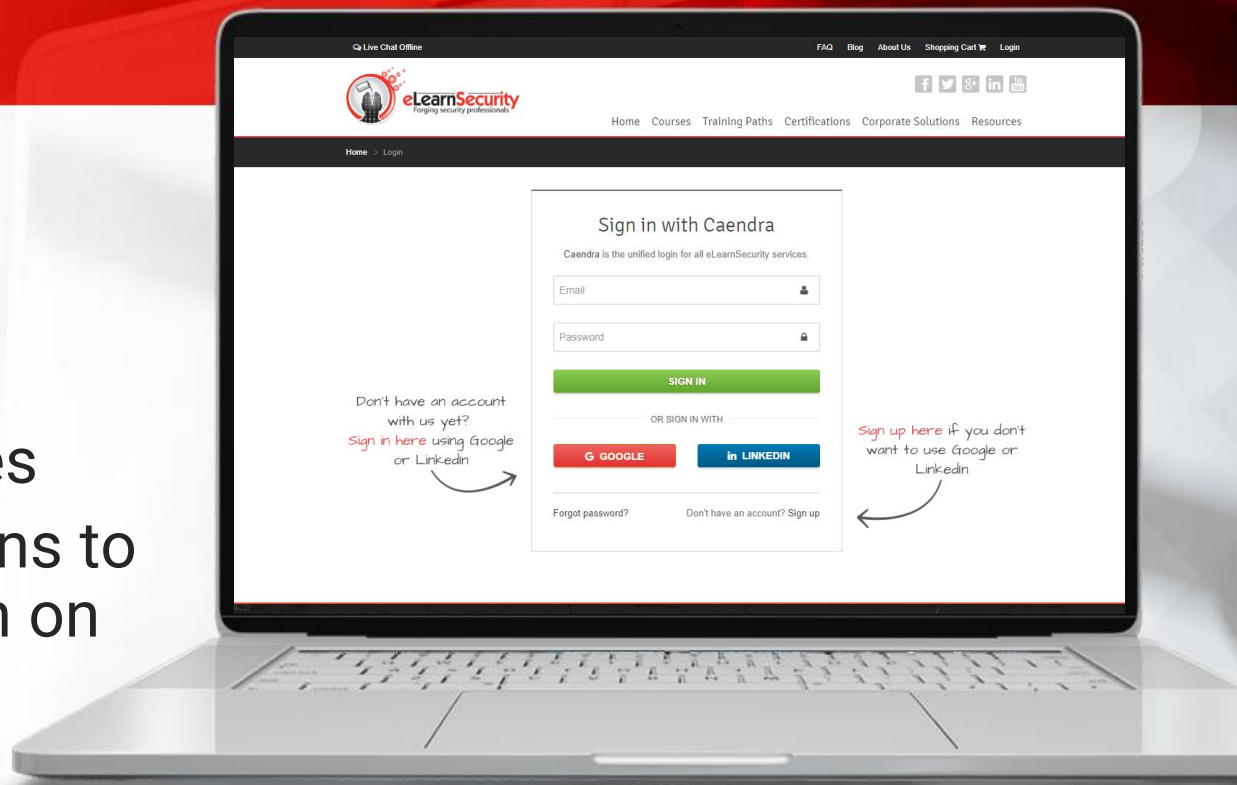 Live Chat Offline
FAQ Blog About Us Shopping Cart Login
eLearnSecurity
Forging security professionals
Home Courses Training Paths Certifications Corporate Solutions Resources
Home > Login
Sign in with Caendra
Caendra is the unified login for all eLearnSecurity services.
Email
Password
SIGN IN
OR SIGN IN WITH
G GOOGLE
in LINKEDIN
Forgot password?
Don't have an account? Sign up
Don't have an account
with us yet?
Sign in here using Google
or Linkedin
Sign up here if you don't
want to use Google or
Linkedin
es
ns to
n on